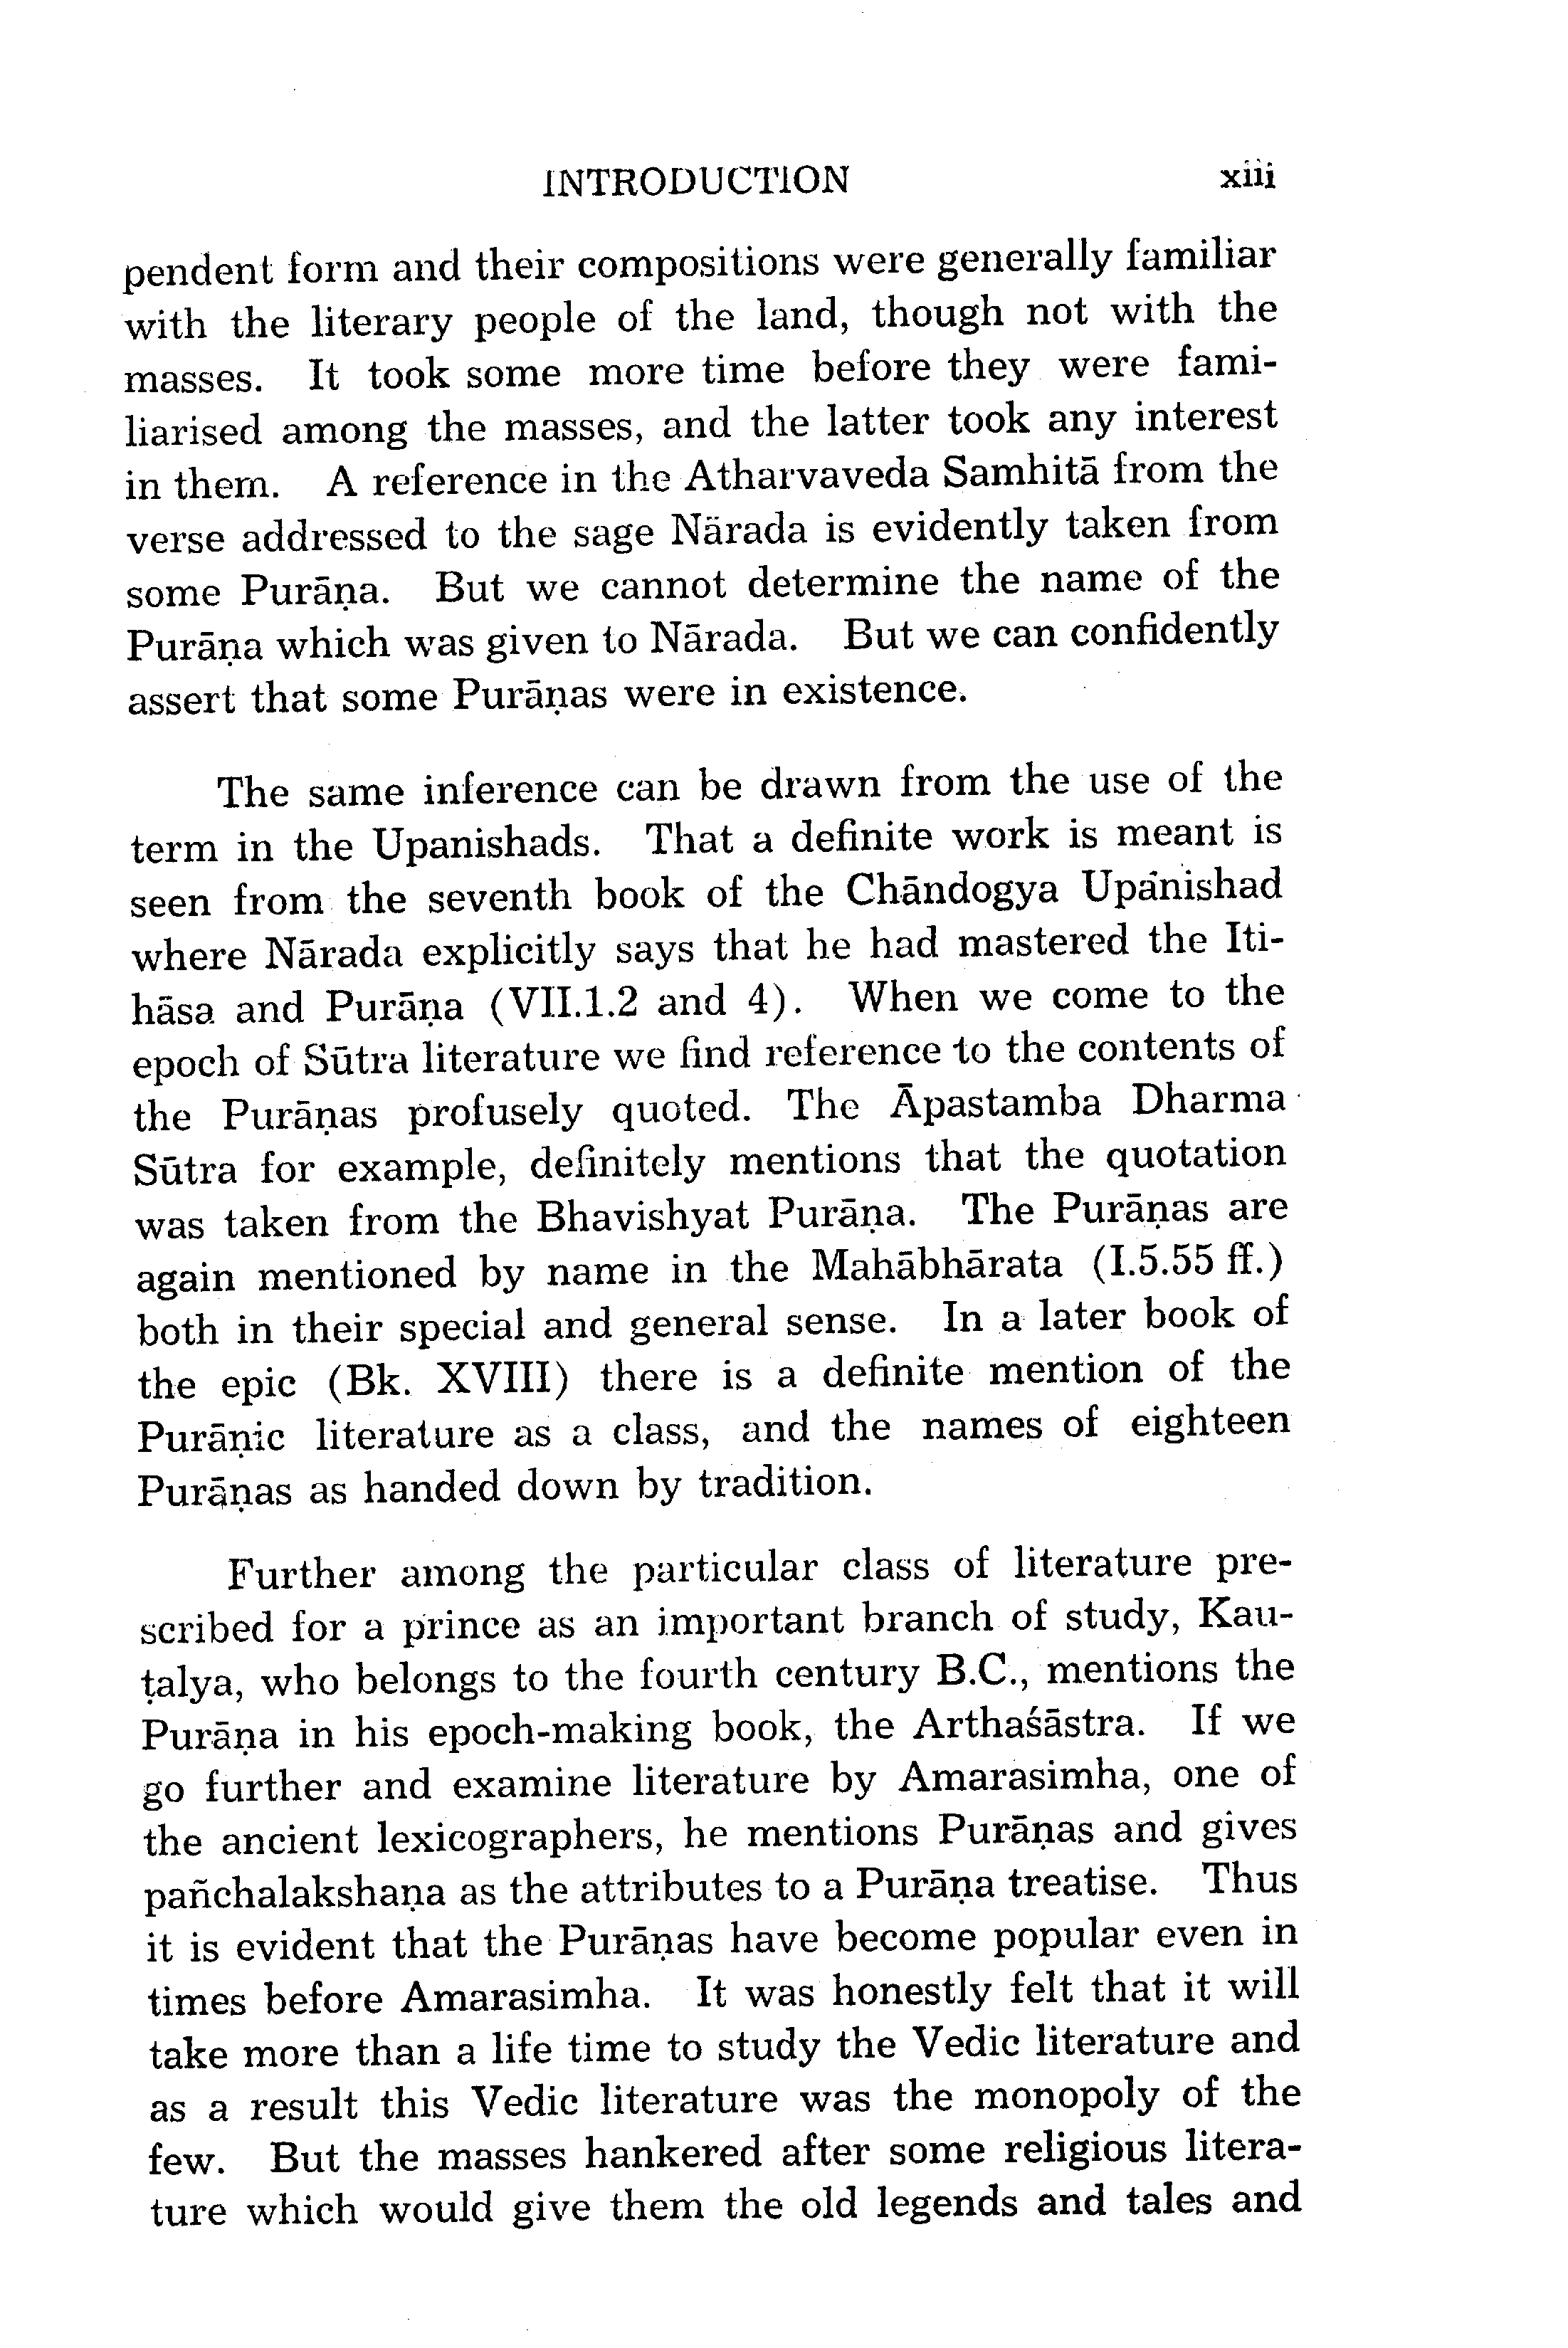 INTRODUCTION xiii
pendent form and their compositions were generally familiar
with the literary people of the land, though not with the
masses. It took some more time before they were fami-
liarised among the masses, and the latter took any interest
in them. A reference in the Atharvaveda Samhitā from the
verse addressed to the sage Nārada is evidently taken from
some Purāṇa. But we cannot determine the name of the
Purāṇa which was given to Nārada. But we can confidently
assert that some Purāṇas were in existence.
The same inference can be drawn from the use of the
term in the Upanishads. That a definite work is meant is
seen from the seventh book of the Chāndogya Upanishad
where Nārada explicitly says that he had mastered the Iti-
hāsa and Purāṇa (VII.1.2 and 4). When we come to the
epoch of Sūtra literature we find reference to the contents of
the Purāṇas profusely quoted. The Āpastamba Dharma
Sūtra for example, definitely mentions that the quotation
was taken from the Bhavishyat Purāṇa. The Purāṇas are
again mentioned by name in the Mahābhārata (I.5.55 ff.)
both in their special and general sense. In a later book of
the epic (Bk. XVIII) there is a definite mention of the
Purāṇic literature as a class, and the names of eighteen
Purāṇas as handed down by tradition.
Further among the particular class of literature pre-
scribed for a prince as an important branch of study, Kau-
ṭalya, who belongs to the fourth century B.C., mentions the
Purāṇa in his epoch-making book, the Arthaśāstra. If we
go further and examine literature by Amarasimha, one of
the ancient lexicographers, he mentions Purāṇas and gives
pañchalakshaṇa as the attributes to a Purāṇa treatise. Thus
it is evident that the Purāṇas have become popular even in
times before Amarasimha. It was honestly felt that it will
take more than a life time to study the Vedic literature and
as a result this Vedic literature was the monopoly of the
few. But the masses hankered after some religious litera-
ture which would give them the old legends and tales and